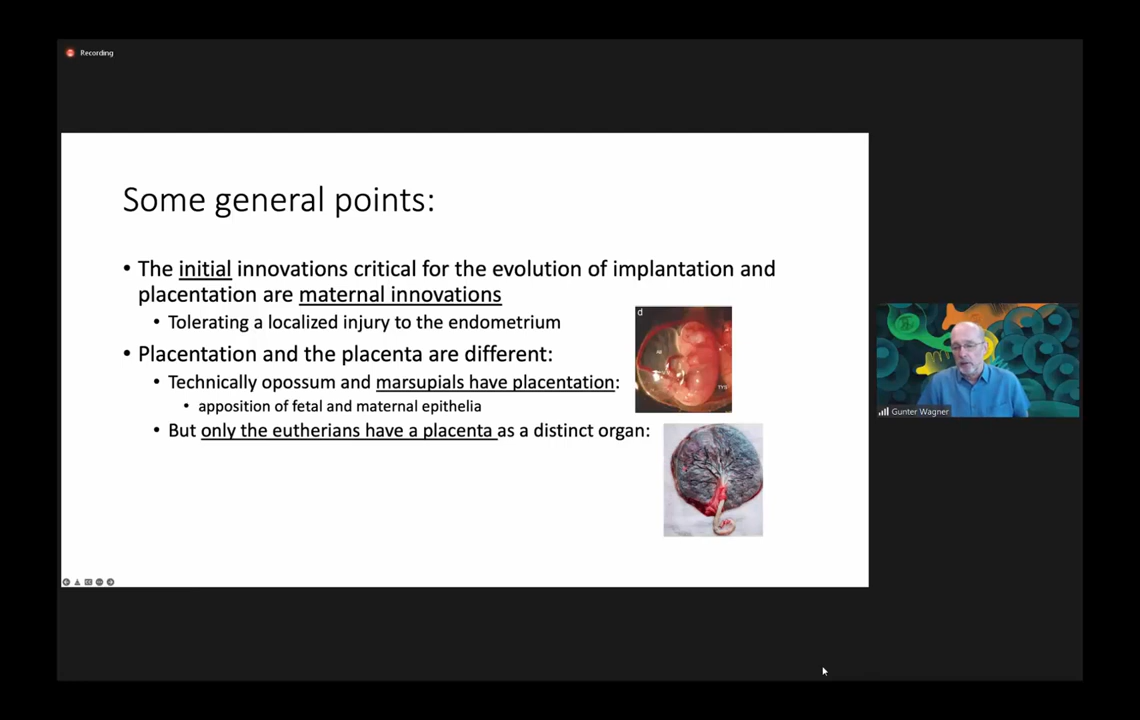 Recording
Some general points:
• The initial innovations critical for the evolution of implantation and
placentation are maternal innovations
• Tolerating a localized injury to the endometrium
• Placentation and the placenta are different:
• Technically opossum and marsupials have placentation:
• apposition of fetal and maternal epithelia
• But only the eutherians have a placenta as a distinct organ:
d
Gunter Wagner